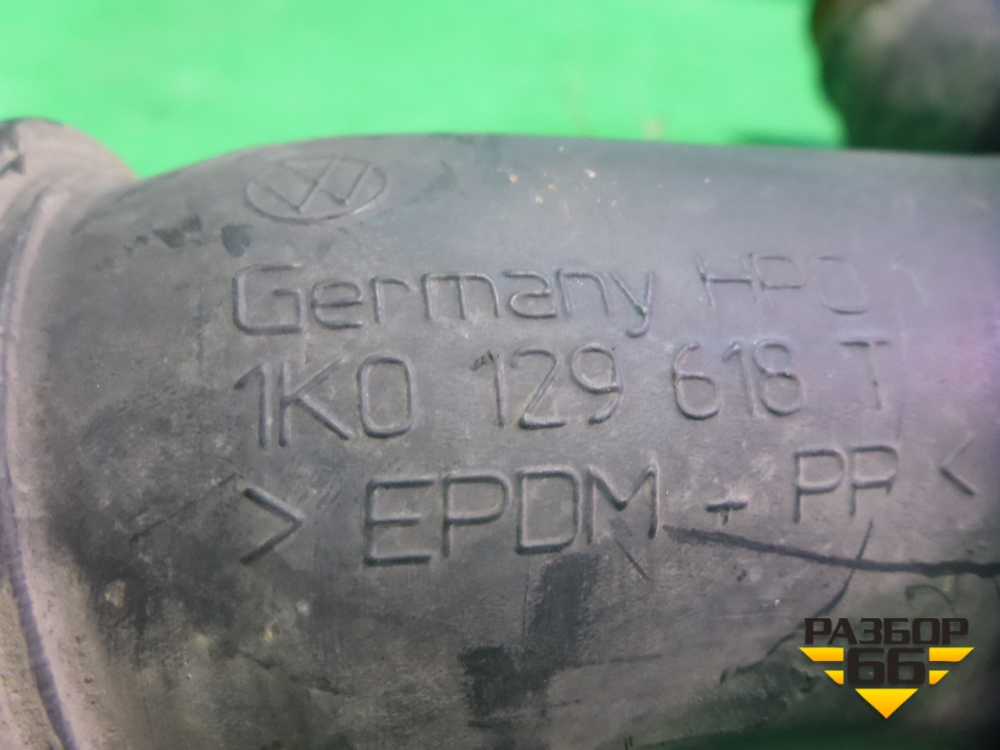 Germany HPO
1K0 129 618 T
> EPDM + PP <
РАЗБОР
66